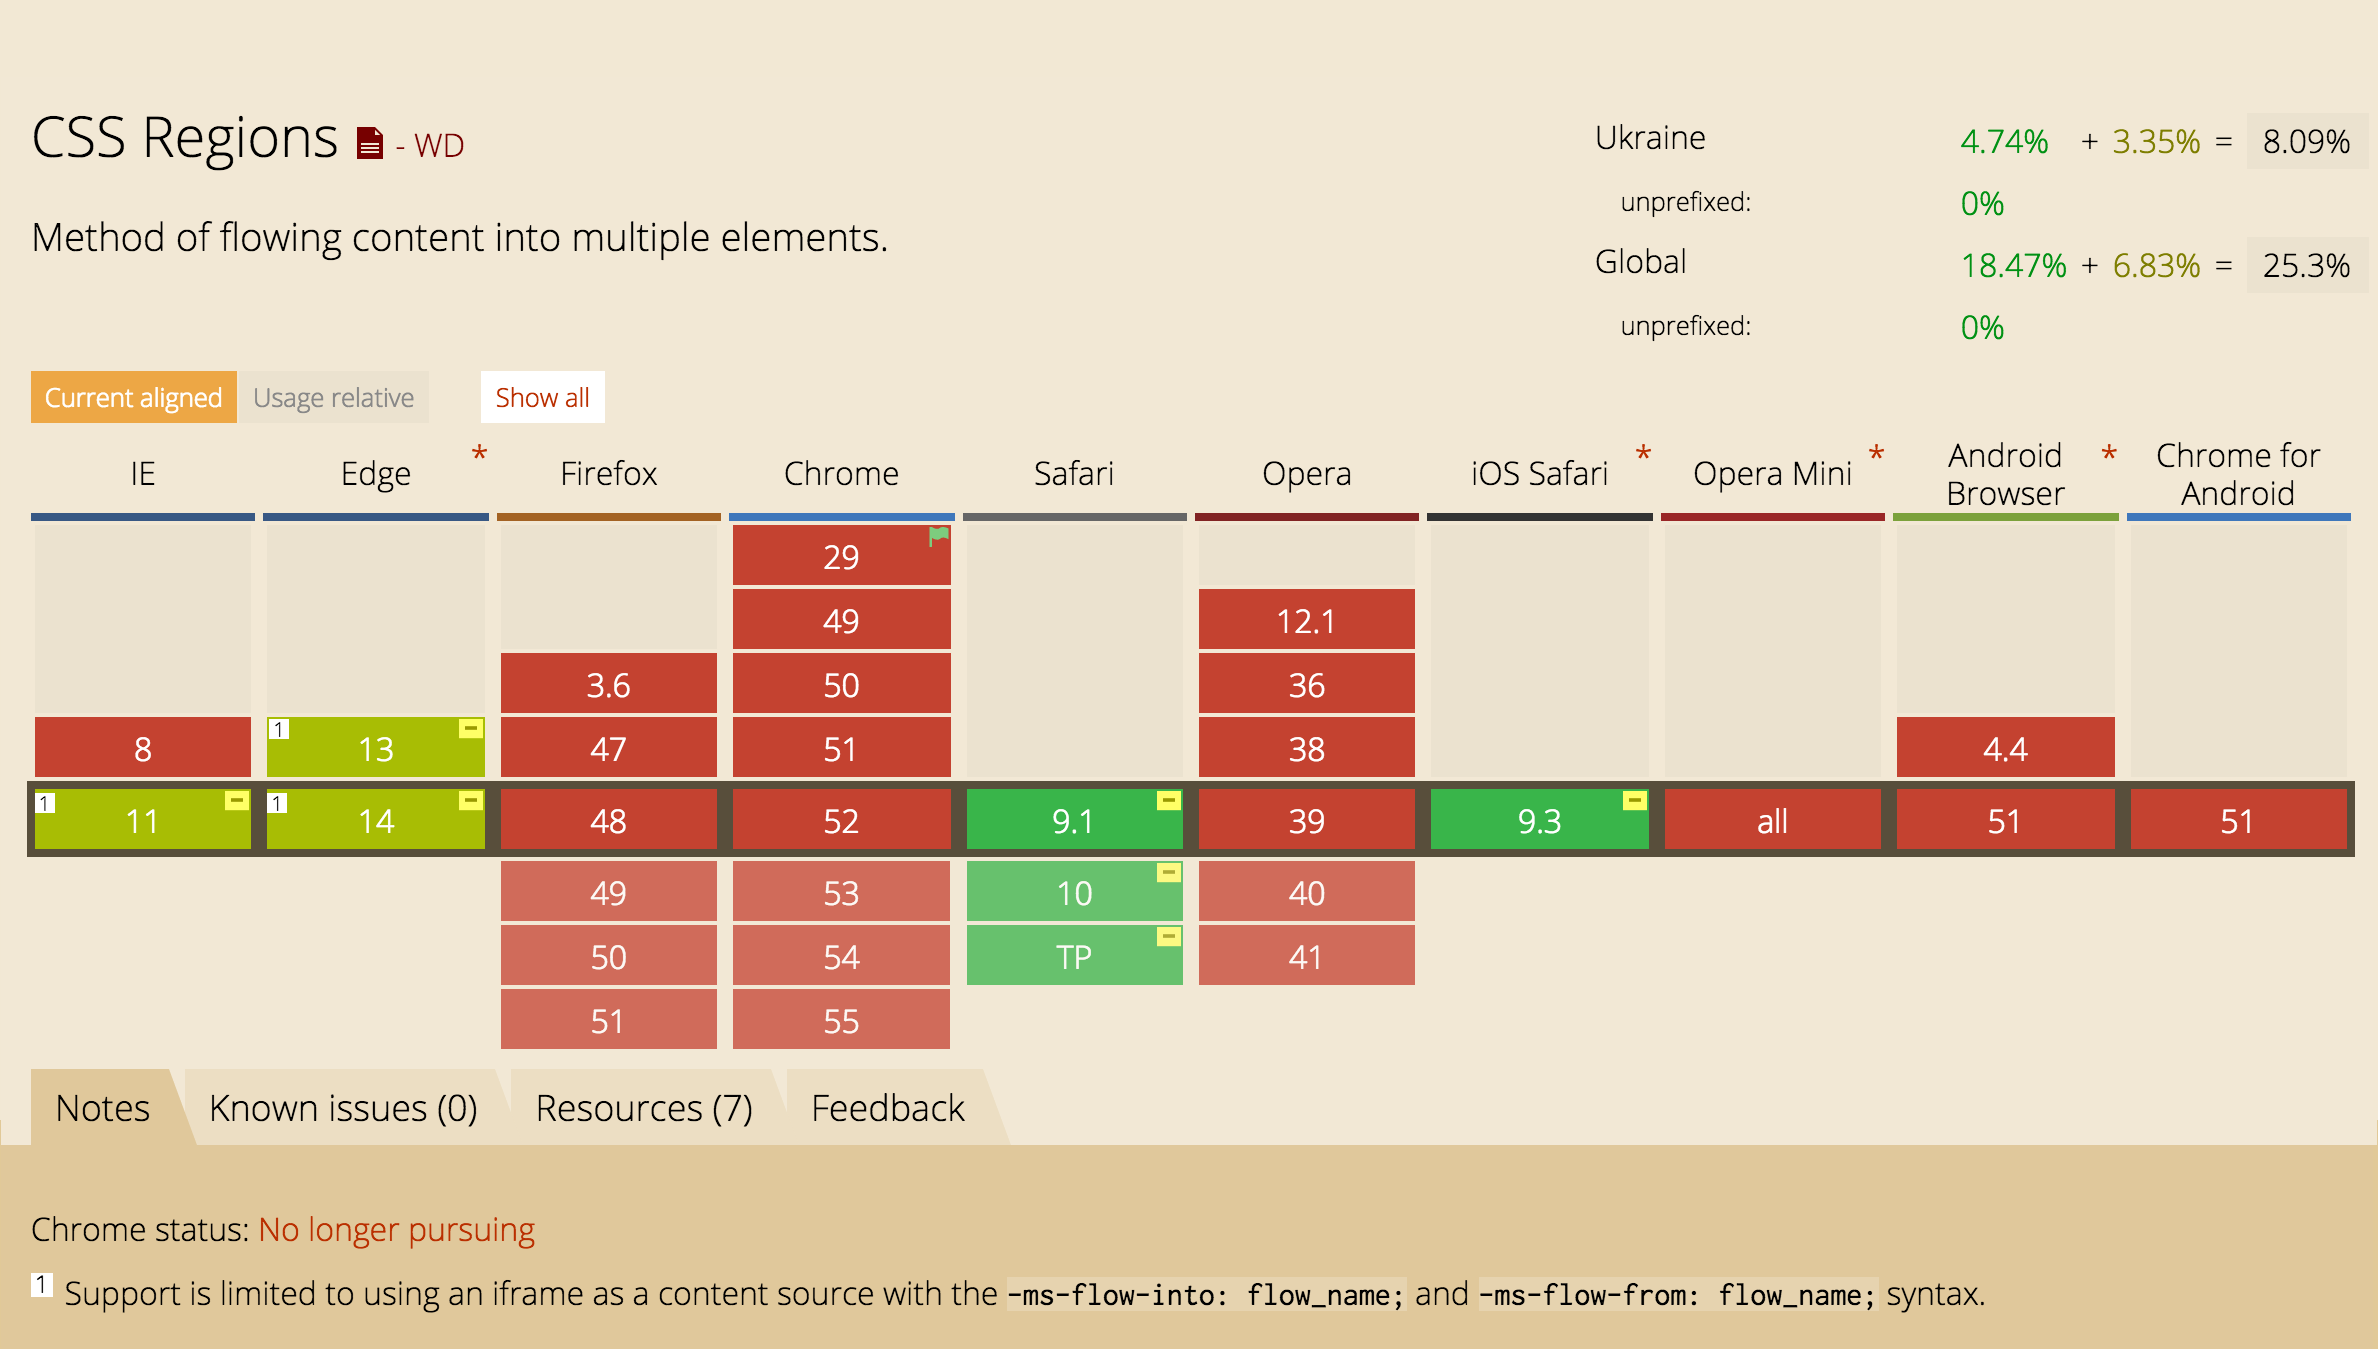 CSS Regions - WD
Method of flowing content into multiple elements.
Ukraine 4.74% + 3.35% = 8.09%
unprefixed: 0%
Global 18.47% + 6.83% = 25.3%
unprefixed: 0%
Current aligned Usage relative Show all
IE Edge * Firefox Chrome Safari Opera iOS Safari * Opera Mini * Android Browser * Chrome for Android
29
49 12.1
3.6 50 36
8 1 13 - 47 51 38 4.4
1 11 - 1 14 - 48 52 9.1 - 39 9.3 - all 51 51
49 53 10 - 40
50 54 TP - 41
51 55
Notes Known issues (0) Resources (7) Feedback
Chrome status: No longer pursuing
1 Support is limited to using an iframe as a content source with the -ms-flow-into: flow_name; and -ms-flow-from: flow_name; syntax.